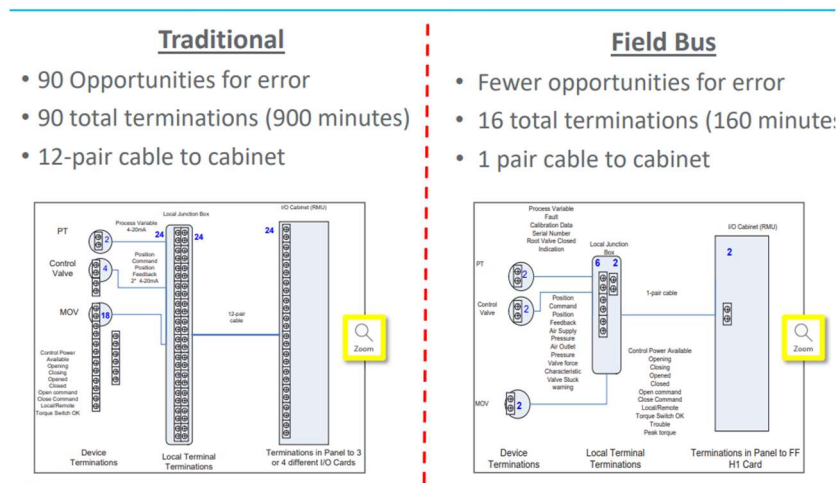 Traditional
• 90 Opportunities for error
• 90 total terminations (900 minutes)
• 12-pair cable to cabinet
PT
Control
Valve
MOV
2
4
18
Process Variable
4-20mA
Position
Command
Position
Feedback
2* 4-20mA
Local Junction Box
24
24
12-pair
cable
I/O Cabinet (RMU)
24
Zoom
Control Power
Available
Opening
Closing
Opened
Closed
Open command
Close Command
Local/Remote
Torque Switch OK
Device
Terminations
Local Terminal
Terminations
Terminations in Panel to 3
or 4 different I/O Cards
Field Bus
• Fewer opportunities for error
• 16 total terminations (160 minutes
• 1 pair cable to cabinet
Process Variable
Fault
Calibration Data
Serial Number
Root Valve Closed
Indication
PT
2
Control
Valve
2
MOV
2
Local Junction
Box
6 2
Position
Command
Position
Feedback
Air Supply
Pressure
Air Outlet
Pressure
Valve force
Characteristic
Valve Stuck
warning
1-pair cable
I/O Cabinet (RMU)
2
Zoom
Control Power Available
Opening
Closing
Opened
Closed
Open command
Close Command
Local/Remote
Torque Switch OK
Trouble
Peak torque
Device
Terminations
Local Terminal
Terminations
Terminations in Panel to FF
H1 Card